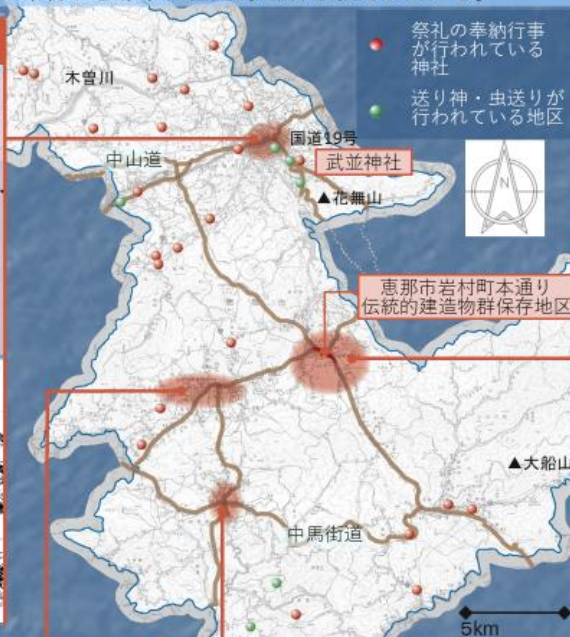 祭礼の奉納行事
が行われている
神社
送り神・虫送りが
行われている地区
木曽川
国道19号
中山道
武並神社
▲花無山
N
恵那市岩村町本通り
伝統的建造物群保存地区
▲大船山
中馬街道
5km